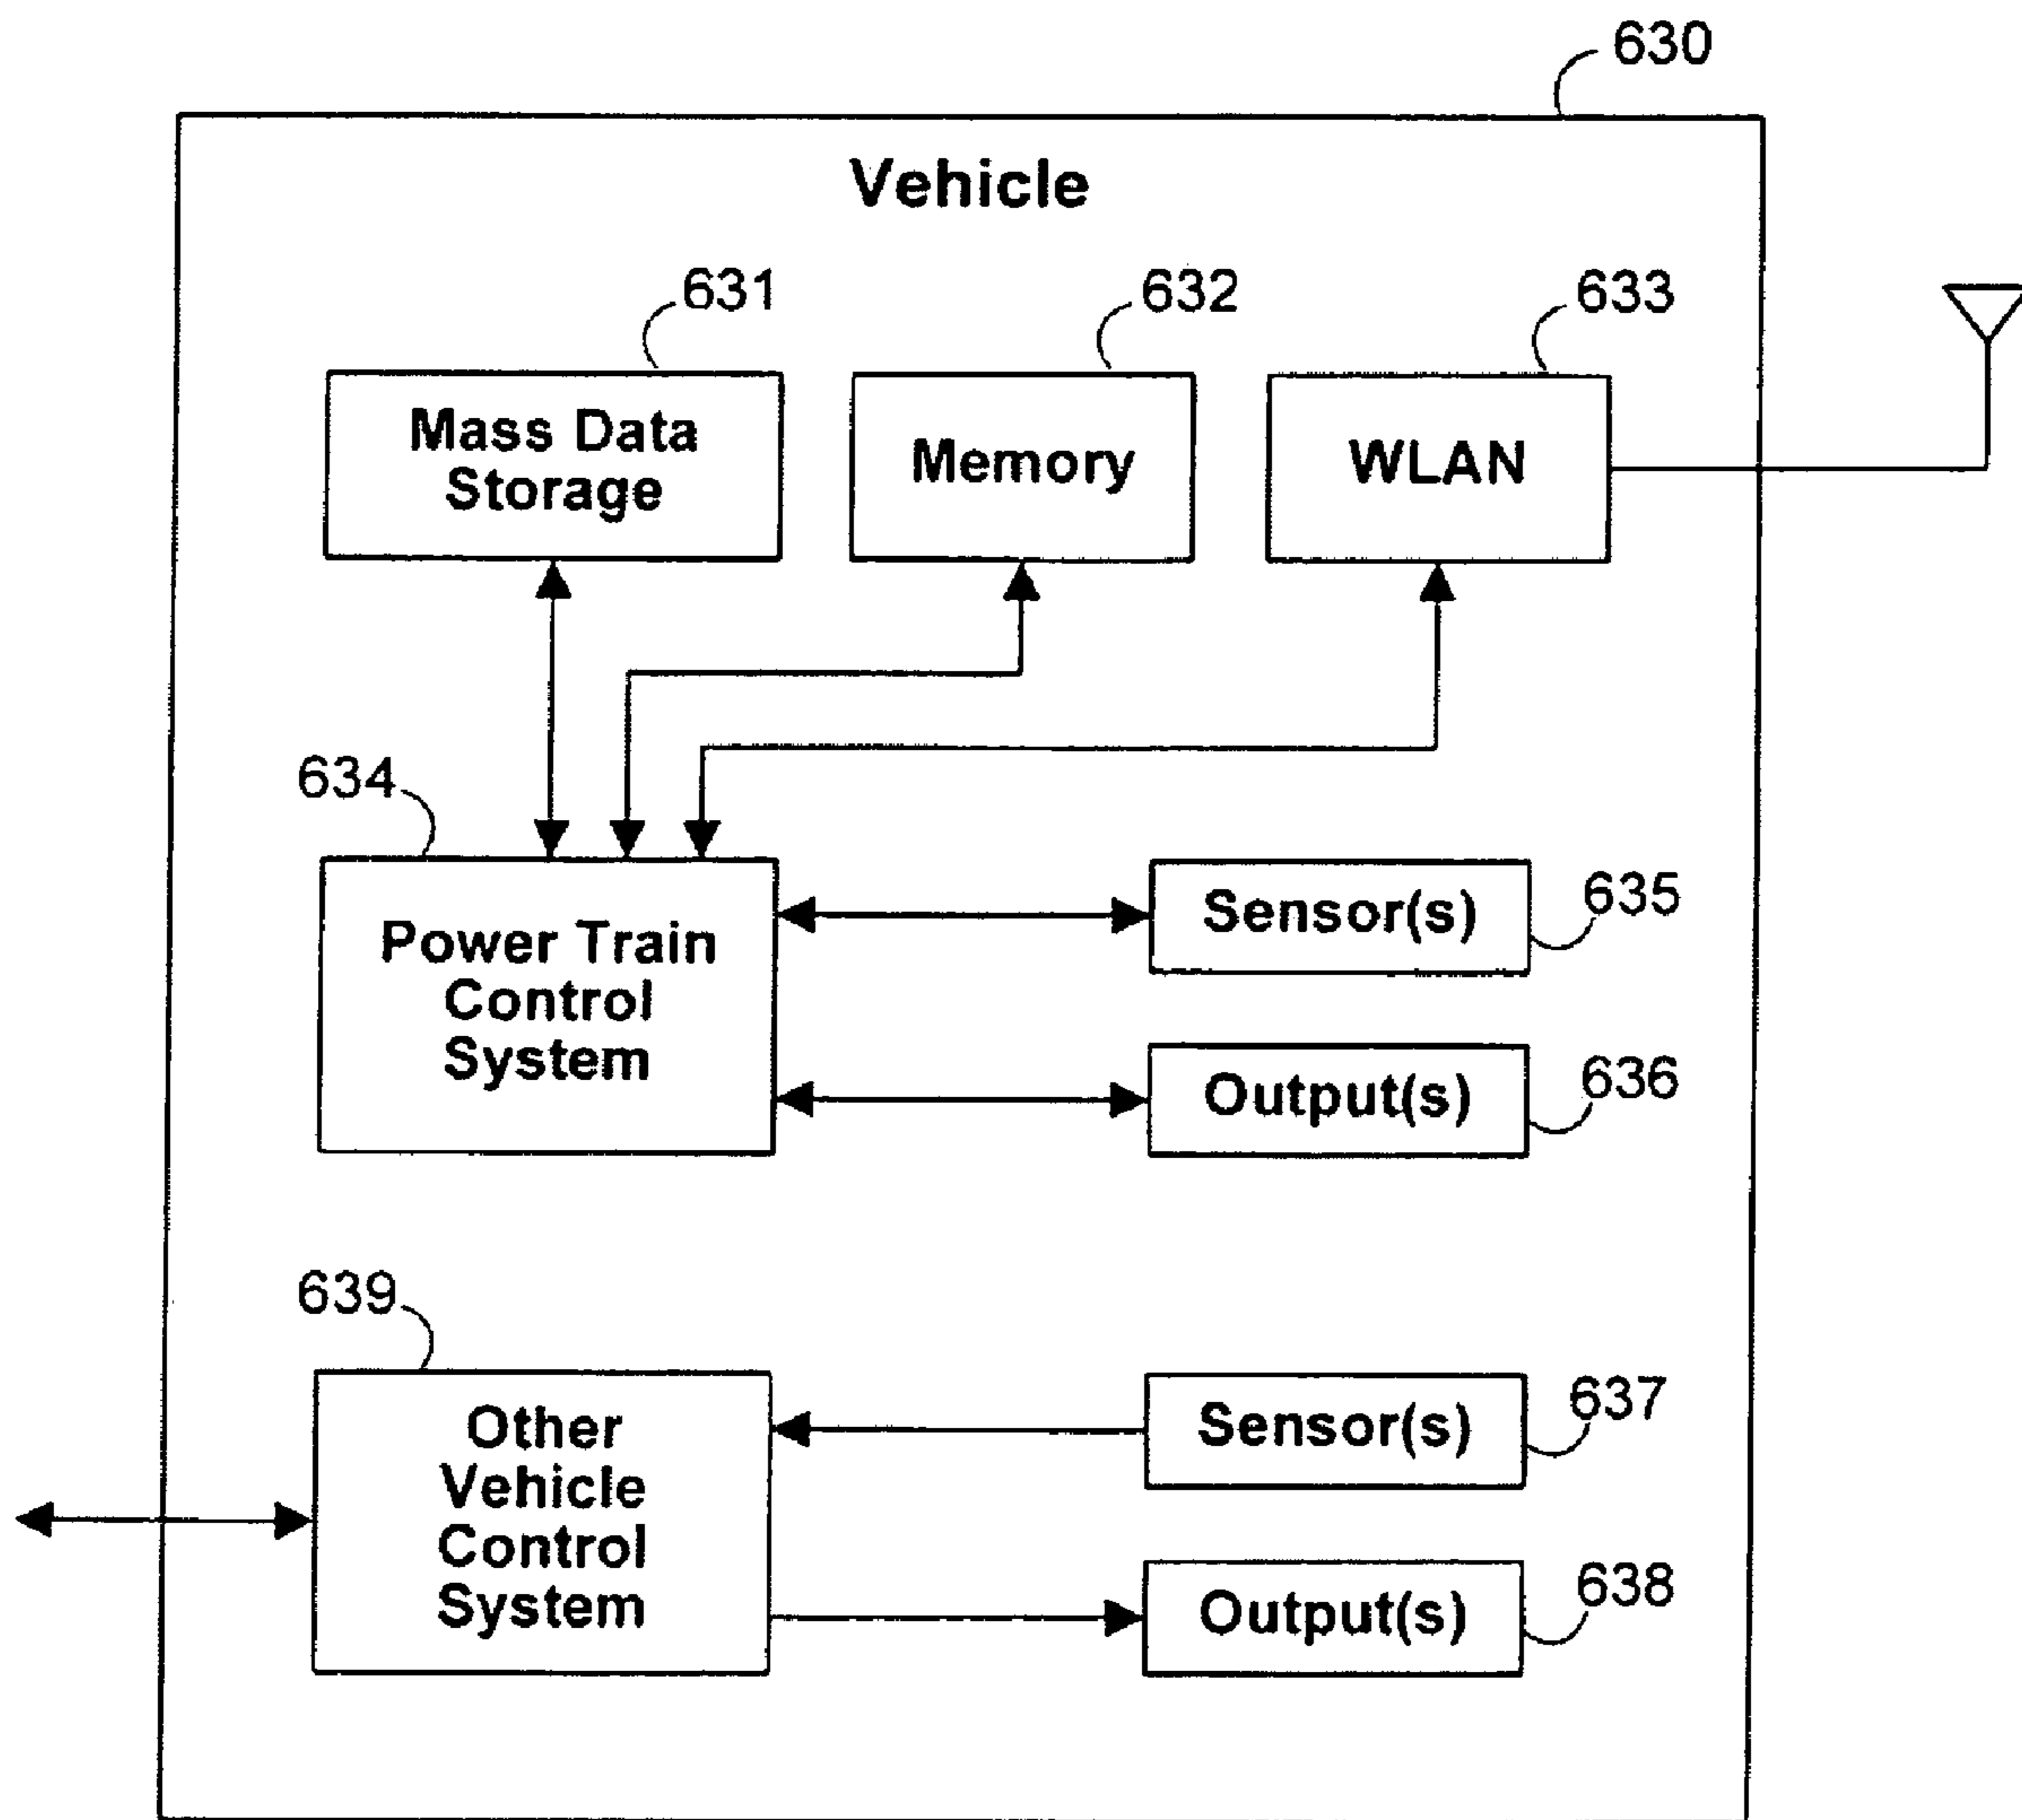 630
Vehicle
631
632
633
Mass Data
Storage
Memory
WLAN
634
Power Train
Control
System
Sensor(s)
635
Output(s)
636
639
Other
Vehicle
Control
System
Sensor(s)
637
Output(s)
638